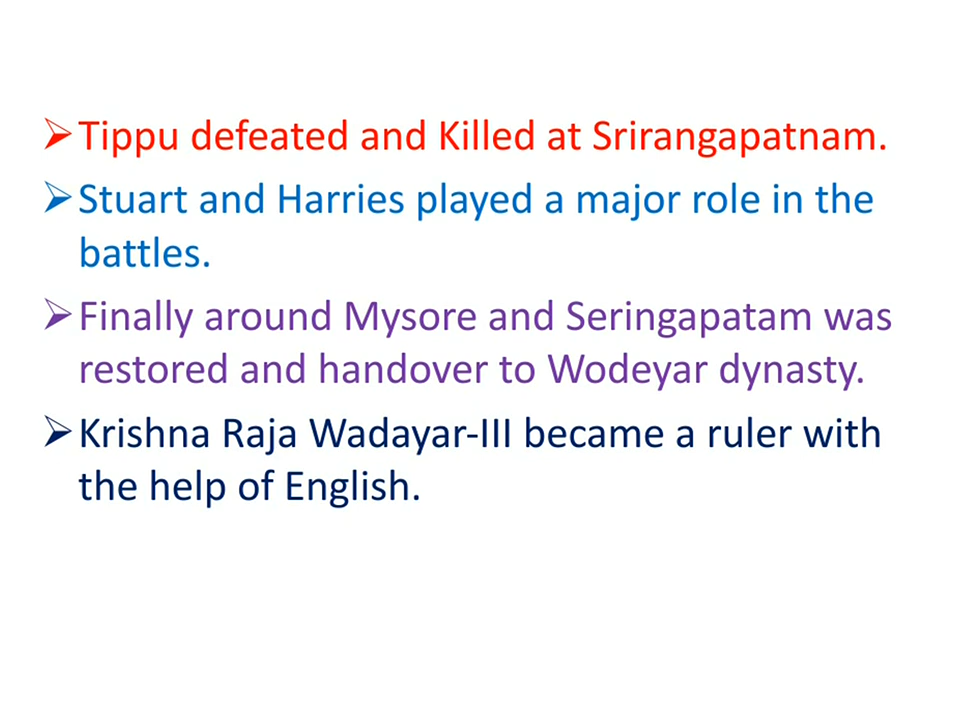 ➢Tippu defeated and Killed at Srirangapatnam.
➢Stuart and Harries played a major role in the
battles.
➢Finally around Mysore and Seringapatam was
restored and handover to Wodeyar dynasty.
➢Krishna Raja Wadayar-III became a ruler with
the help of English.